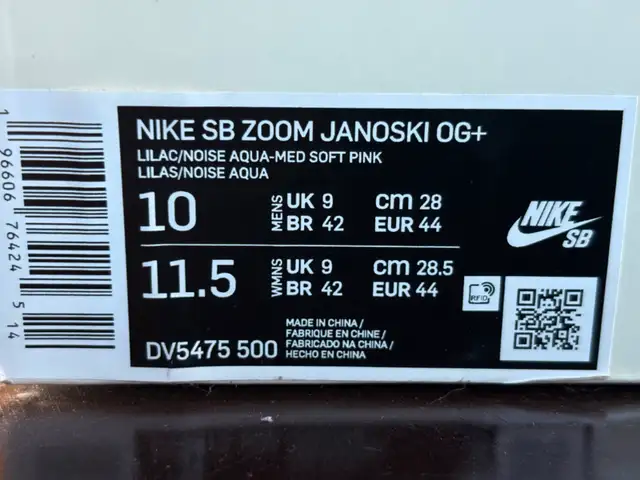 NIKE SB ZOOM JANOSKI OG+
LILAC/NOISE AQUA-MED SOFT PINK
LILAS/NOISE AQUA
10 MENS UK 9 cm 28
BR 42 EUR 44
11.5 WMNS UK 9 cm 28.5
BR 42 EUR 44
DV5475 500
MADE IN CHINA/
FABRIQUE EN CHINE/
FABRICADO NA CHINA/
HECHO EN CHINA
NIKE
SB
RFID
1 96606 76424 5 14